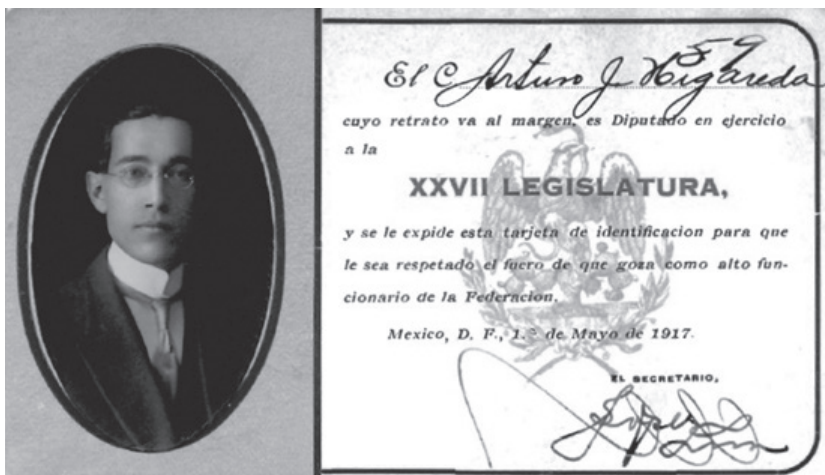 59
El C Arturo J Higareda
cuyo retrato va al margen, es Diputado en ejercicio
a la
XXVII LEGISLATURA,
y se le expide esta tarjeta de identificacion para que
le sea respetado el fuero de que goza como alto fun-
cionario de la Federacion.
Mexico, D. F., 1.º de Mayo de 1917.
EL SECRETARIO,